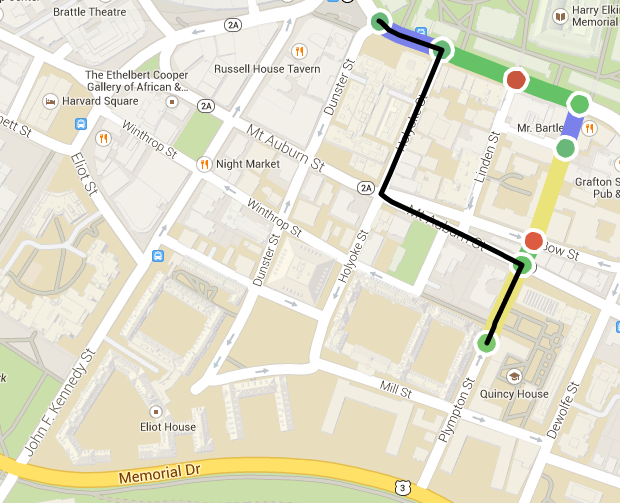 Brattle Theatre
2A
Harry Elki
Memorial
The Ethelbert Cooper
Gallery of African &...
Russell House Tavern
Dunster St
Harvard Square
2A
Winthrop St
Mt Auburn St
Holyoke St
Linden St
Mr. Bartle
Eliot St
Night Market
2A
Grafton S
Pub &
Winthrop St
Mt Auburn St
ow St
Dunster St
Holyoke St
John F. Kennedy St
Mill St
Plympton St
Quincy House
Dewolfe St
Eliot House
Memorial Dr
3